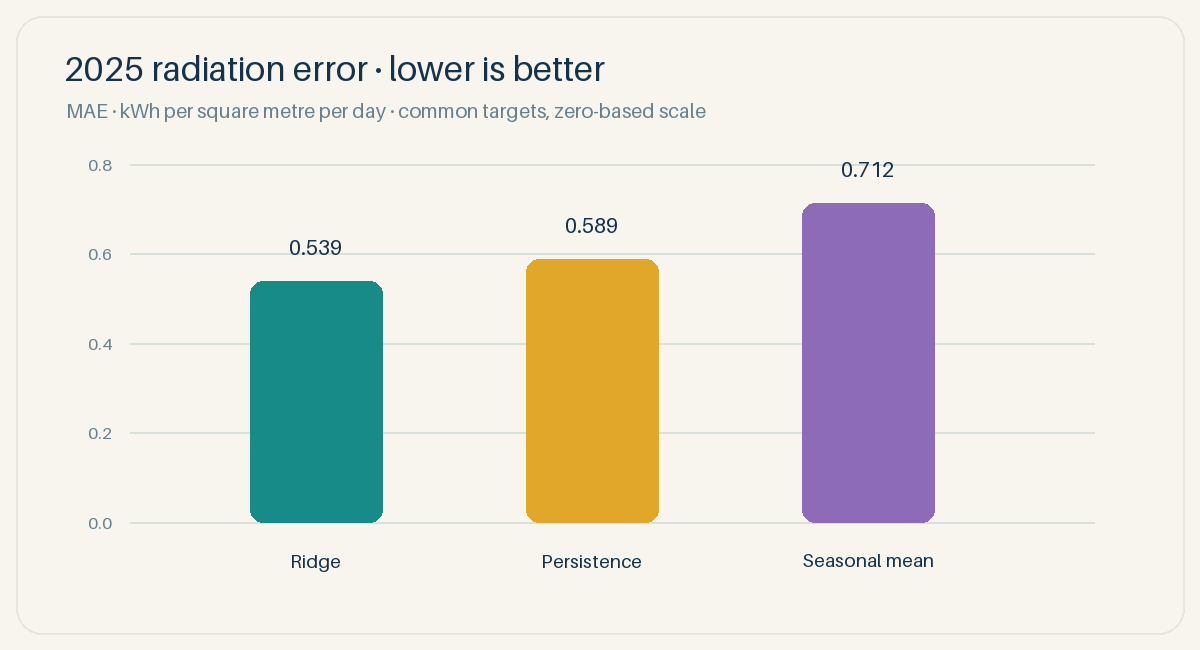 2025 radiation error · lower is better
MAE · kWh per square metre per day · common targets, zero-based scale
0.8
0.712
0.589
0.6
0.539
0.4
0.2
0.0
Ridge
Persistence
Seasonal mean